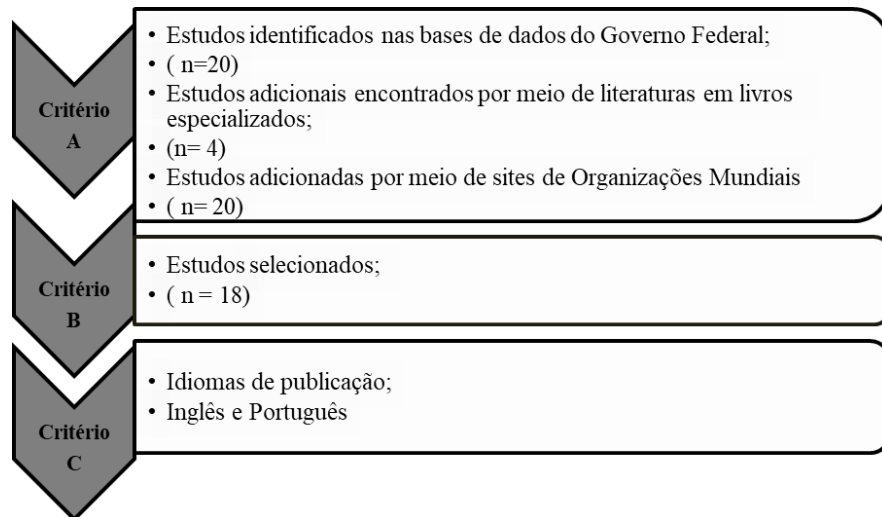 Critério
A
• Estudos identificados nas bases de dados do Governo Federal;
• ( n=20)
• Estudos adicionais encontrados por meio de literaturas em livros
especializados;
• (n= 4)
• Estudos adicionadas por meio de sites de Organizações Mundiais
• ( n= 20)
Critério
B
• Estudos selecionados;
• ( n = 18)
Critério
C
• Idiomas de publicação;
• Inglês e Português